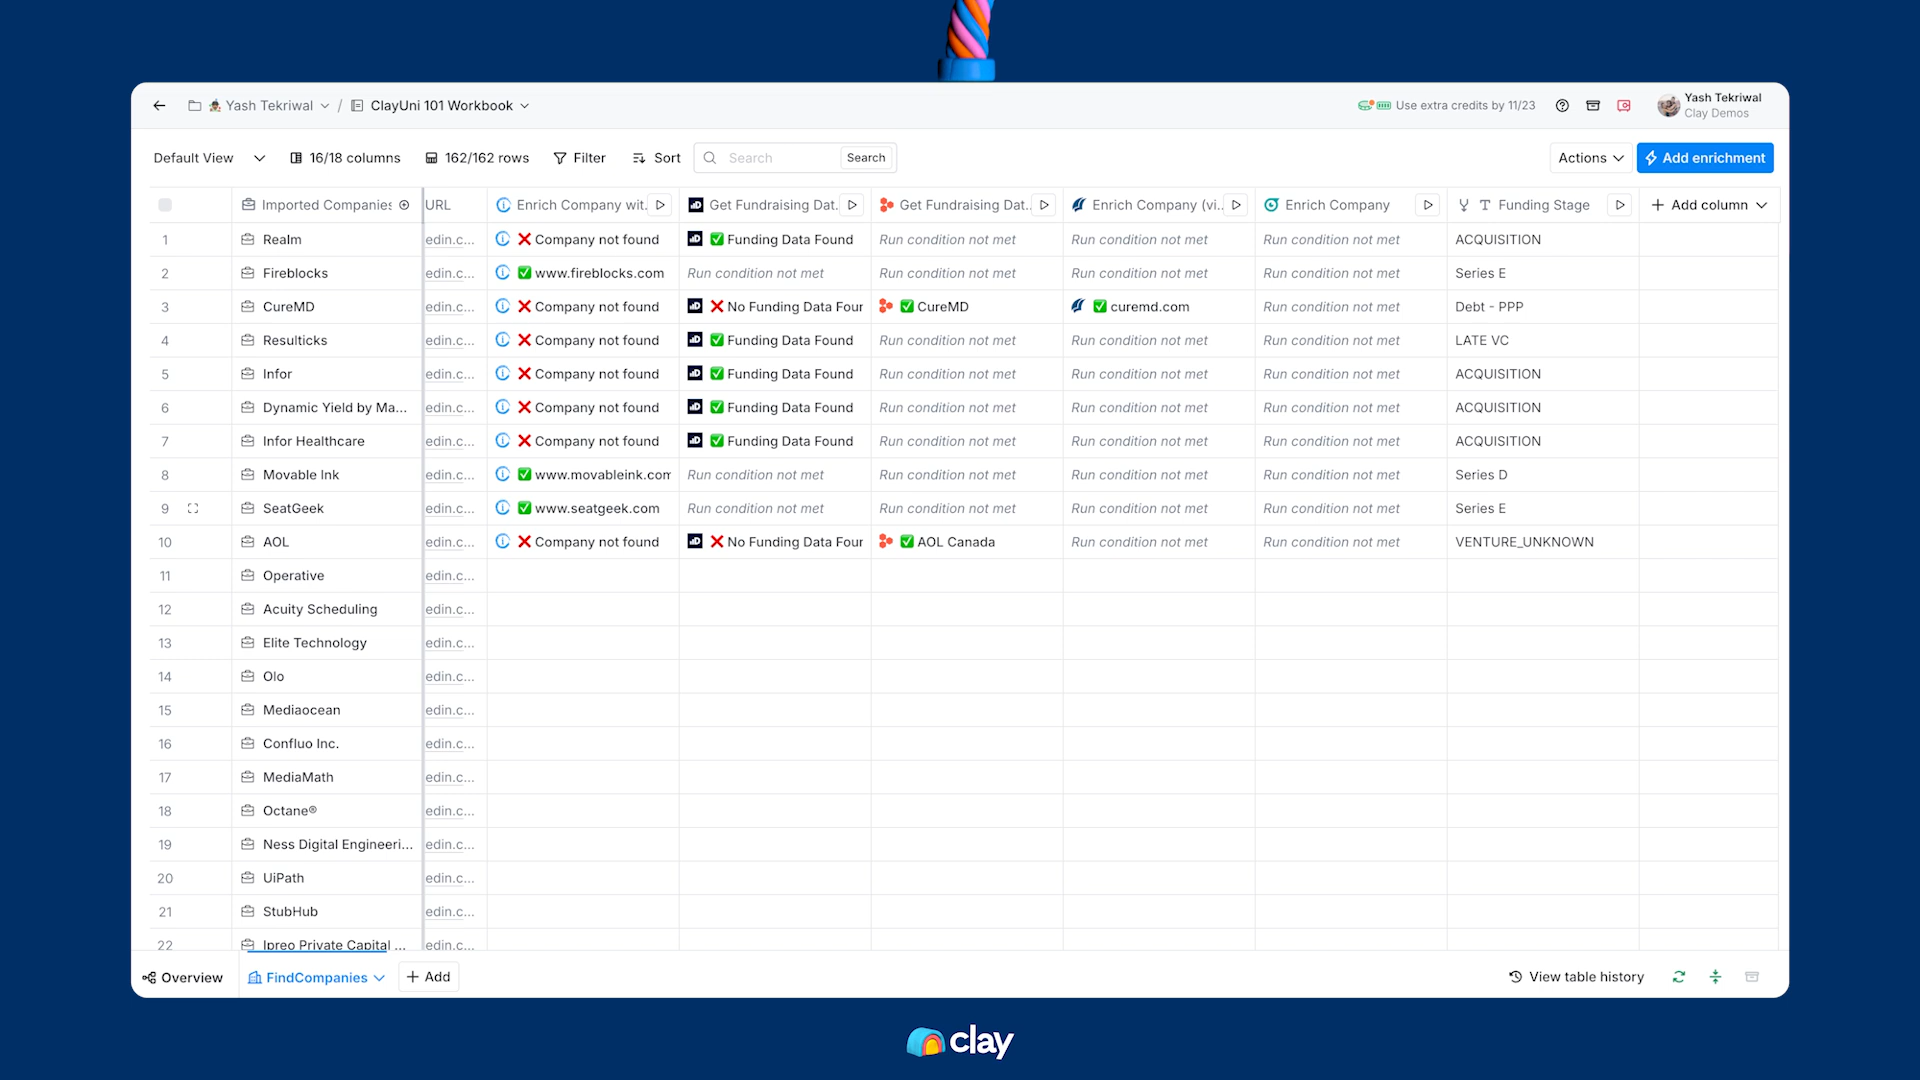 Yash Tekriwal / ClayUni 101 Workbook
Use extra credits by 11/23
Yash Tekriwal
Clay Demos
Default View 16/18 columns 162/162 rows Filter Sort Search Search Actions Add enrichment
Imported Companies URL Enrich Company wit... Get Fundraising Dat... Get Fundraising Dat... Enrich Company (vi... Enrich Company Funding Stage + Add column
1 Realm edin.c... Company not found Funding Data Found Run condition not met Run condition not met Run condition not met ACQUISITION
2 Fireblocks edin.c... www.fireblocks.com Run condition not met Run condition not met Run condition not met Run condition not met Series E
3 CureMD edin.c... Company not found No Funding Data Four CureMD curemd.com Run condition not met Debt - PPP
4 Resulticks edin.c... Company not found Funding Data Found Run condition not met Run condition not met Run condition not met LATE VC
5 Infor edin.c... Company not found Funding Data Found Run condition not met Run condition not met Run condition not met ACQUISITION
6 Dynamic Yield by Ma... edin.c... Company not found Funding Data Found Run condition not met Run condition not met Run condition not met ACQUISITION
7 Infor Healthcare edin.c... Company not found Funding Data Found Run condition not met Run condition not met Run condition not met ACQUISITION
8 Movable Ink edin.c... www.movableink.com Run condition not met Run condition not met Run condition not met Run condition not met Series D
9 SeatGeek edin.c... www.seatgeek.com Run condition not met Run condition not met Run condition not met Run condition not met Series E
10 AOL edin.c... Company not found No Funding Data Four AOL Canada Run condition not met Run condition not met VENTURE_UNKNOWN
11 Operative edin.c...
12 Acuity Scheduling edin.c...
13 Elite Technology edin.c...
14 Olo edin.c...
15 Mediaocean edin.c...
16 Confluo Inc. edin.c...
17 MediaMath edin.c...
18 Octane® edin.c...
19 Ness Digital Engineeri... edin.c...
20 UiPath edin.c...
21 StubHub edin.c...
22 Ipreo Private Capital ... edin.c...
Overview FindCompanies + Add View table history
clay